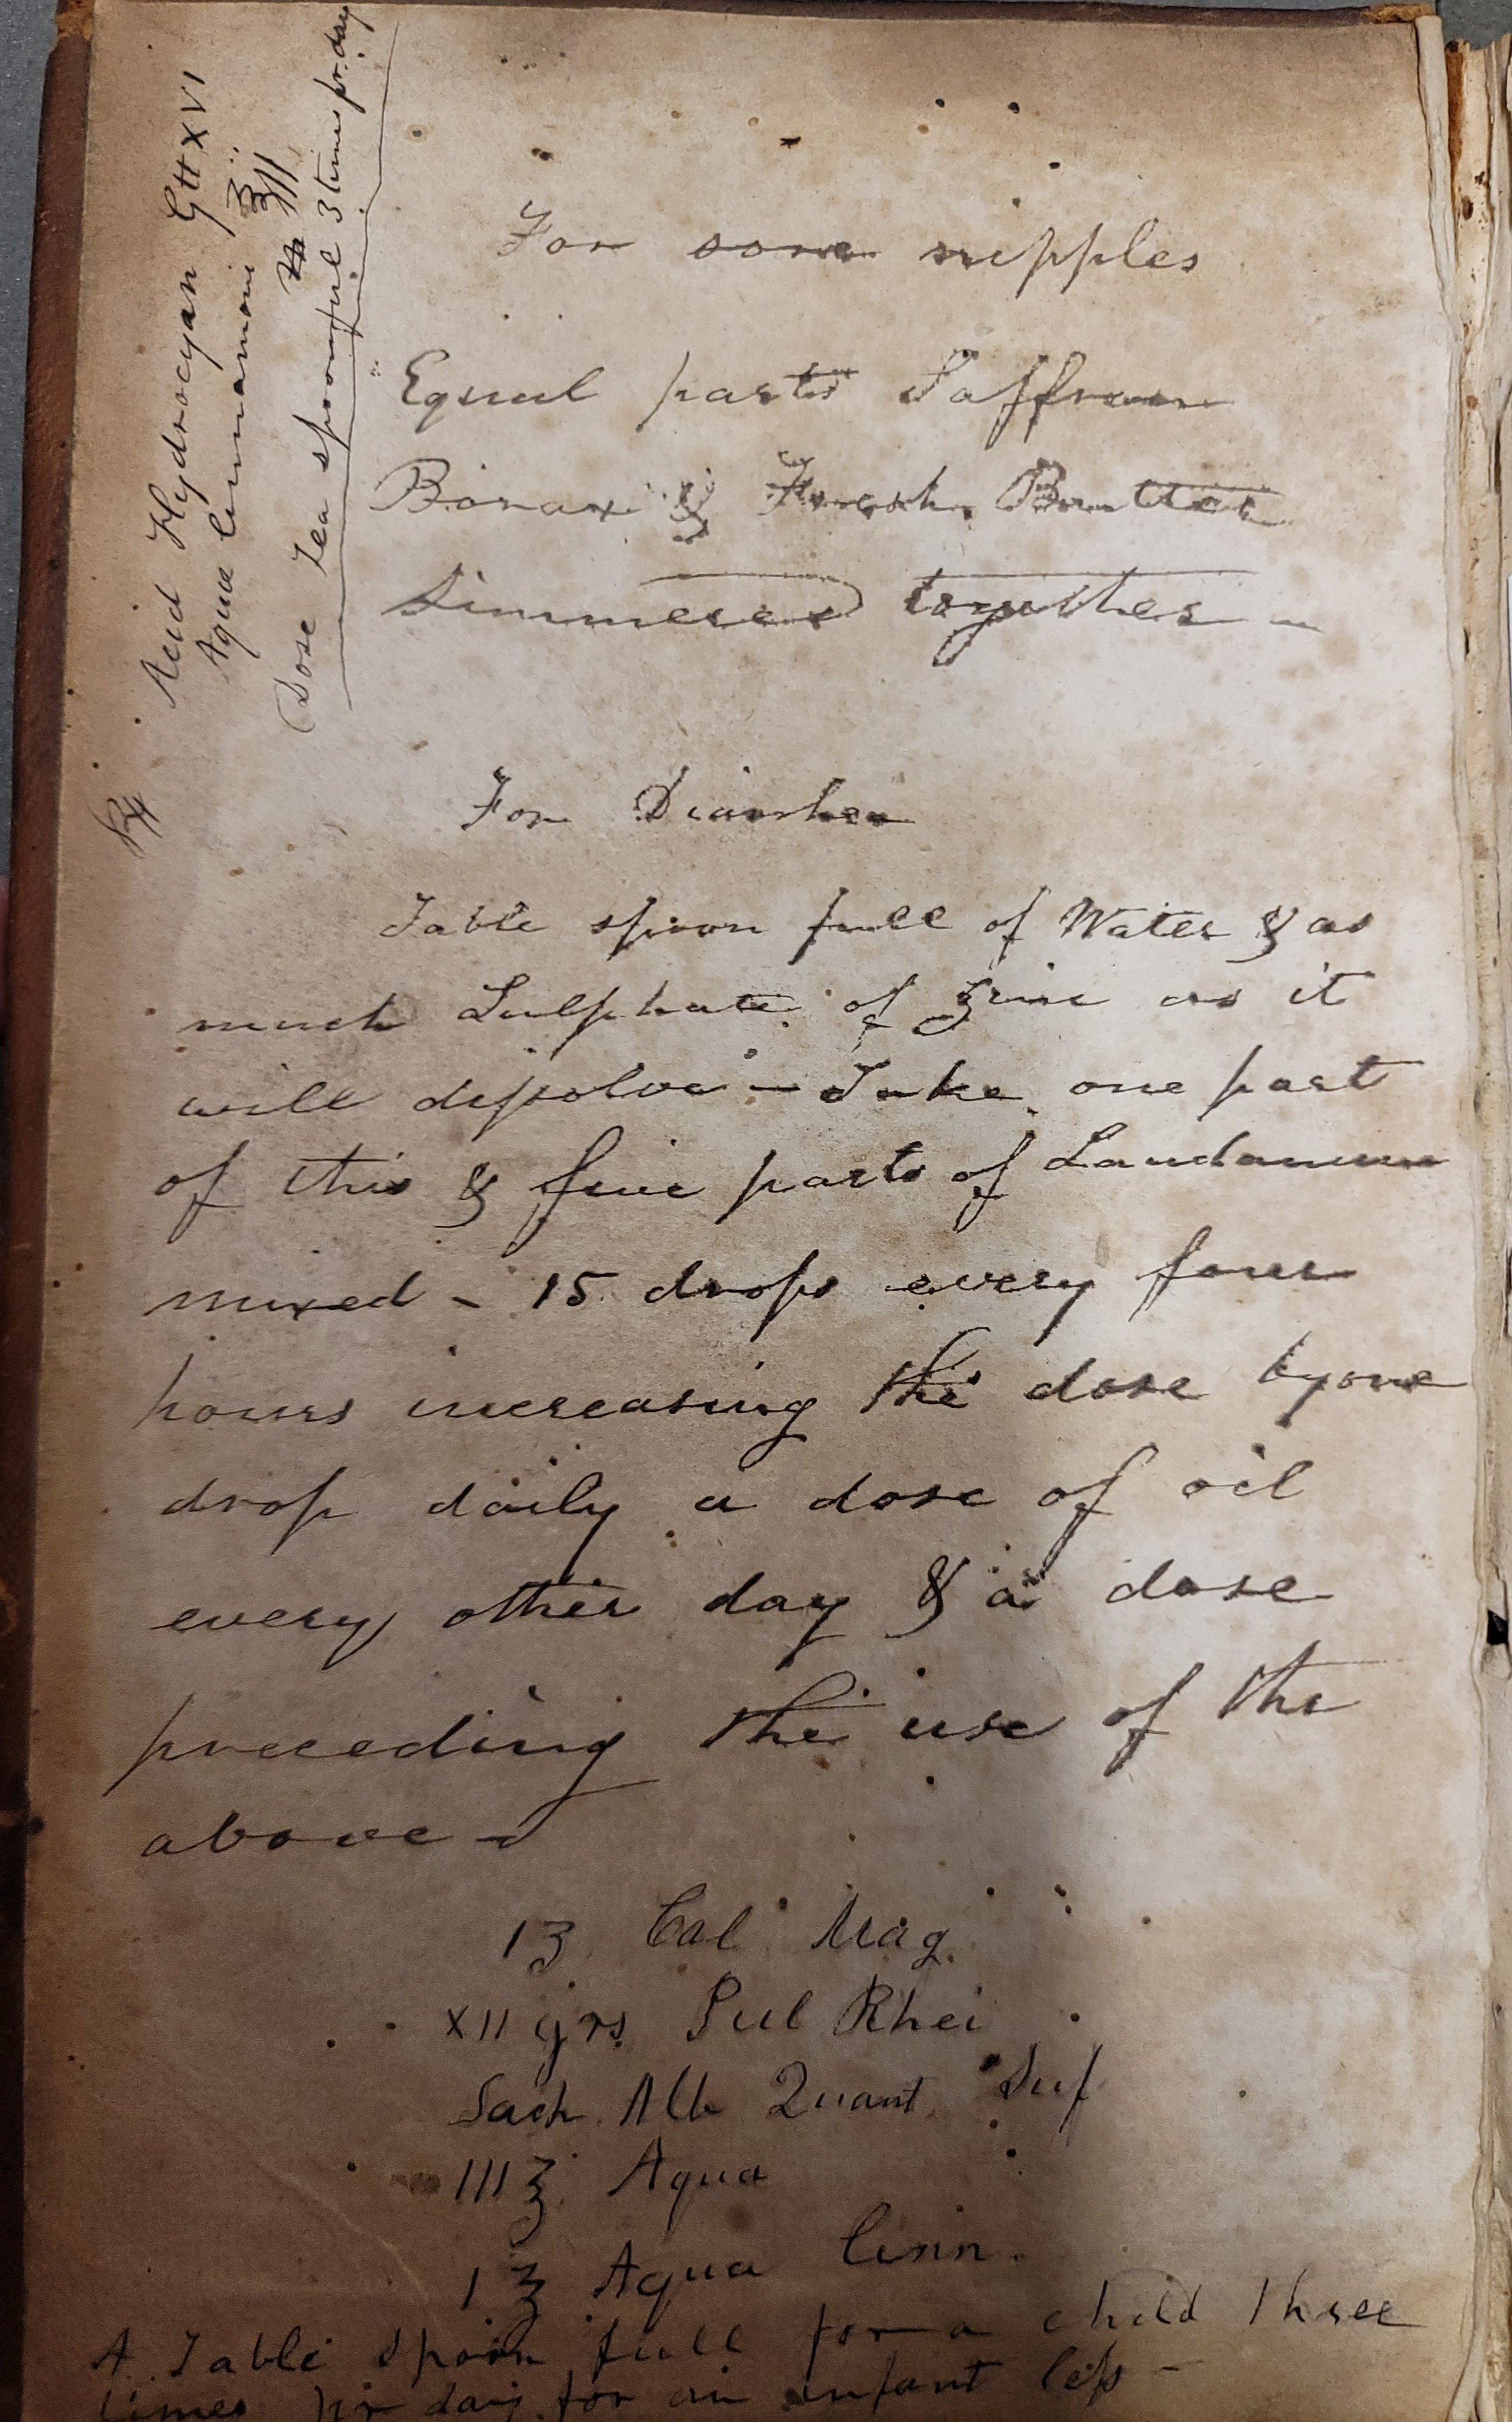 For sore nipples
Equal parts Saffron
Borax & Fresh Butter
Simmered together –
For Diarrhea
Table spoon full of Water & as
much Sulphate of Zinc as it
will dissolve – Take one part
of this & five parts of Laudanum
mixed – 15 drops every four
hours increasing the dose by one
drop daily a dose of oil
every other day & a dose
preceding the use of the
above –
1ʒ Cal Mag
XII grs Pul Rhei
Sach Alb Quant Suf
III℥ Aqua
1℥ Aqua Cinn.
A Table spoon full for a child three
times pr day for an infant less –
℞ Acid Hydrocyan Gtt XVI
Aqua Cinnamoni
Dose Tea spoonful 3 times pr. day